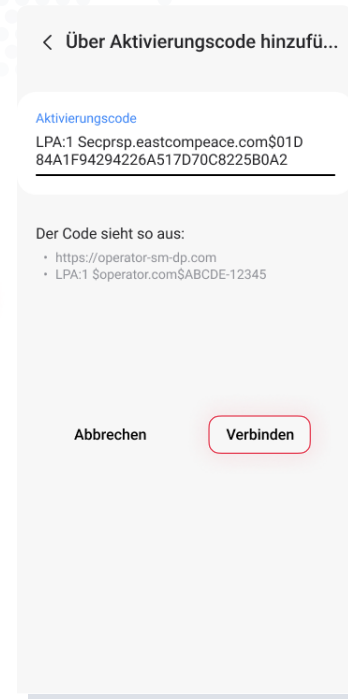 Über Aktivierungscode hinzufü...
Aktivierungscode
LPA:1 Secprsp.eastcompeace.com$01D
84A1F94294226A517D70C8225B0A2
Der Code sieht so aus:
• https://operator-sm-dp.com
• LPA:1 $operator.com$ABCDE-12345
Abbrechen Verbinden